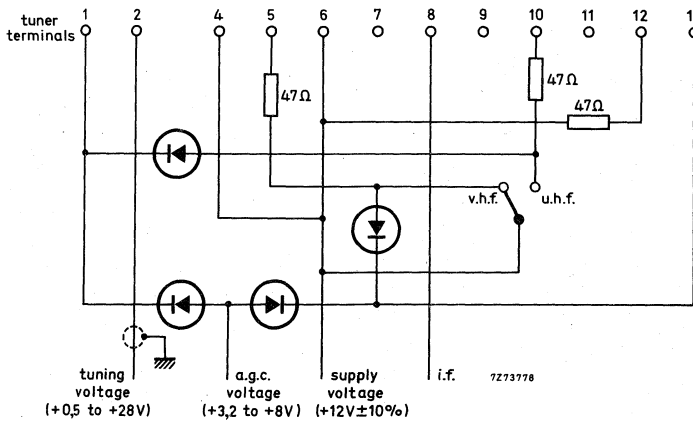 tuner
terminals
1 2 4 5 6 7 8 9 10 11 12 1
47Ω
47Ω
47Ω
v.h.f. u.h.f.
tuning
voltage
(+0,5 to +28V)
a.g.c.
voltage
(+3,2 to +8V)
supply
voltage
(+12V±10%)
i.f.
7Z73778